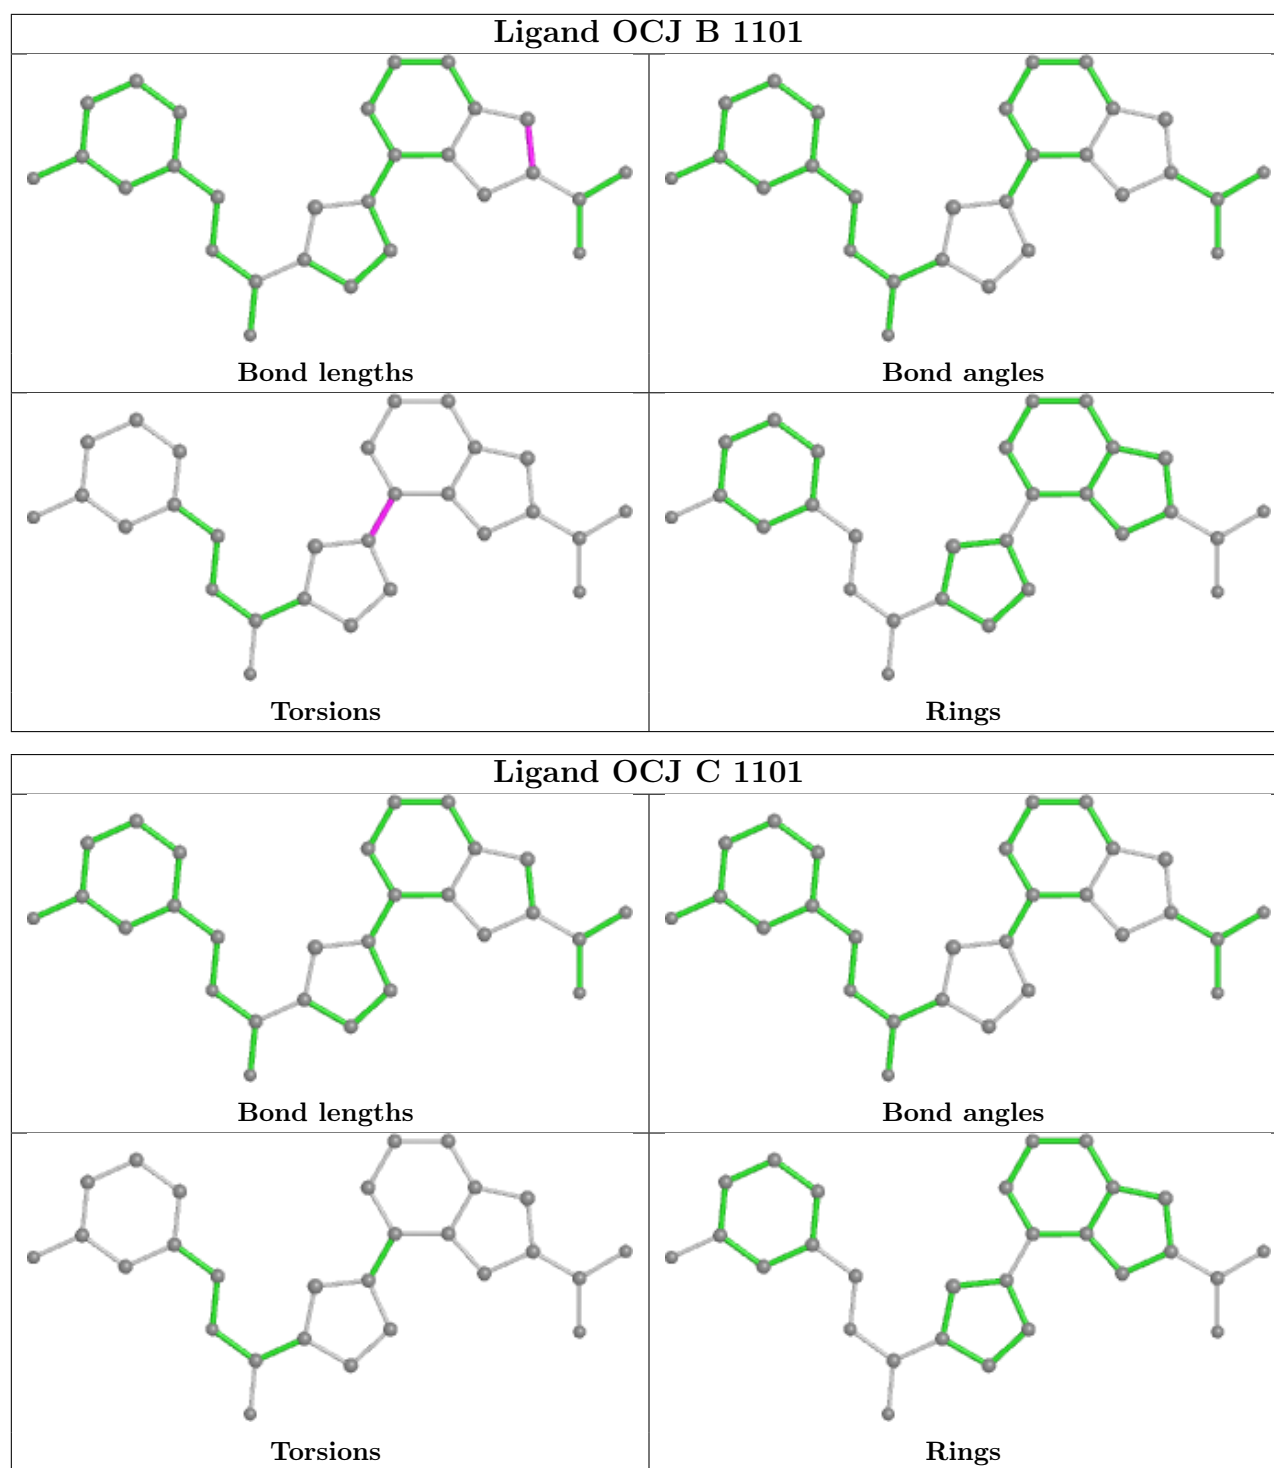 Ligand OCJ B 1101
Bond lengths
Bond angles
Torsions
Rings
Ligand OCJ C 1101
Bond lengths
Bond angles
Torsions
Rings